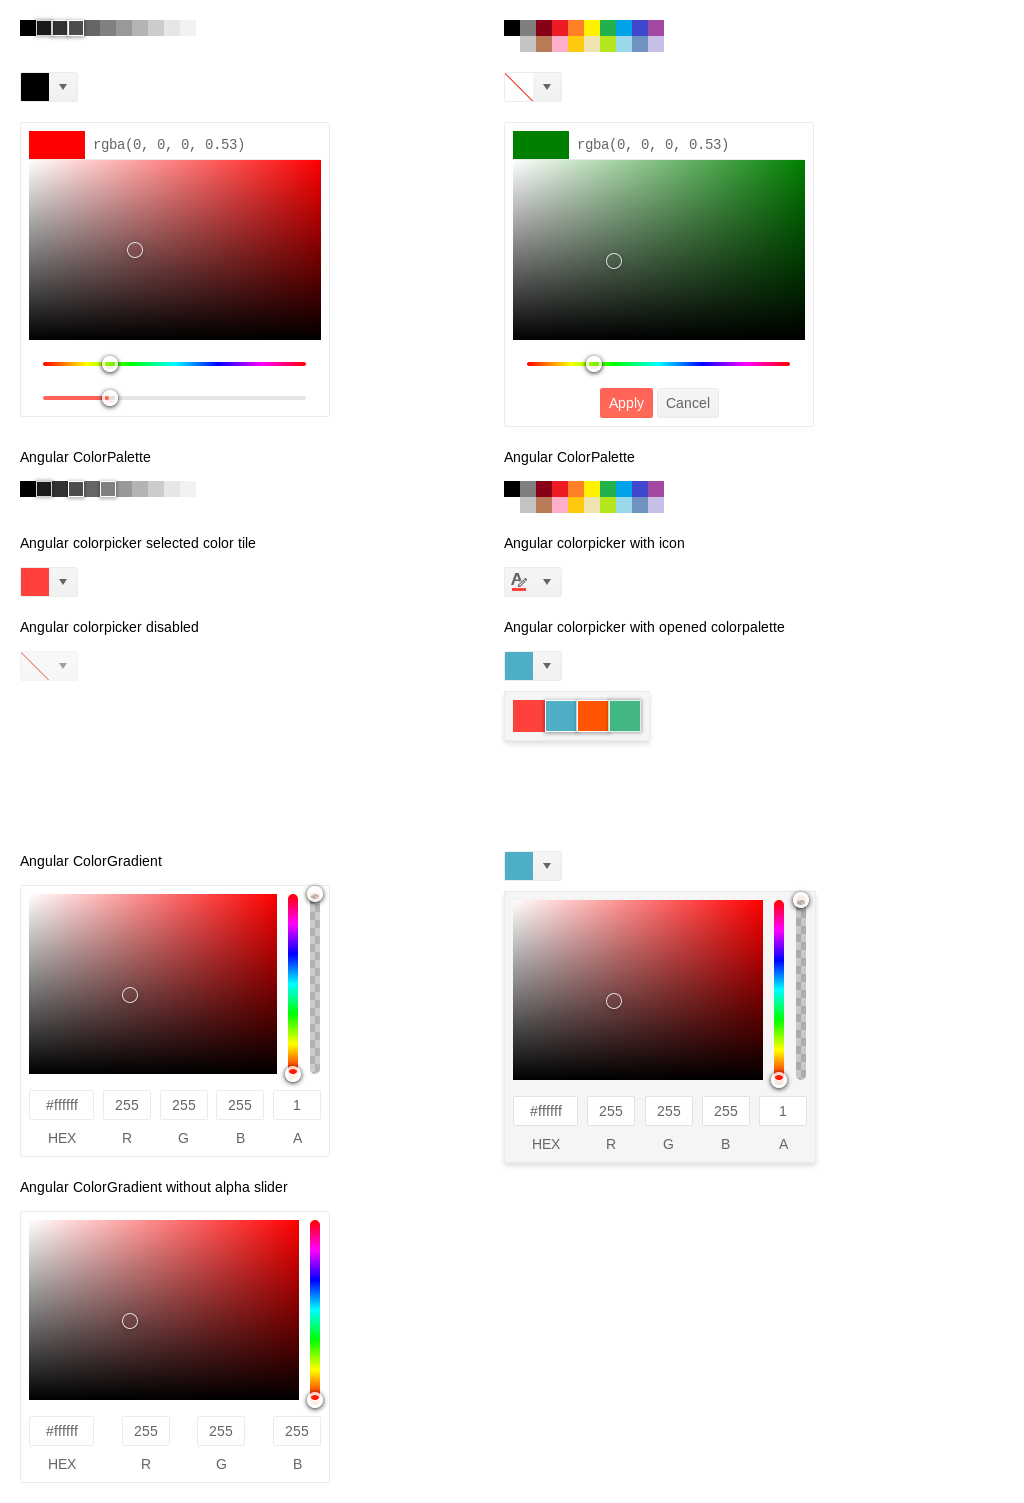 rgba(0, 0, 0, 0.53)
rgba(0, 0, 0, 0.53)
Apply Cancel
Angular ColorPalette
Angular ColorPalette
Angular colorpicker selected color tile
Angular colorpicker with icon
A
Angular colorpicker disabled
Angular colorpicker with opened colorpalette
Angular ColorGradient
#ffffff 255 255 255 1
HEX R G B A
#ffffff 255 255 255 1
HEX R G B A
Angular ColorGradient without alpha slider
#ffffff 255 255 255
HEX R G B